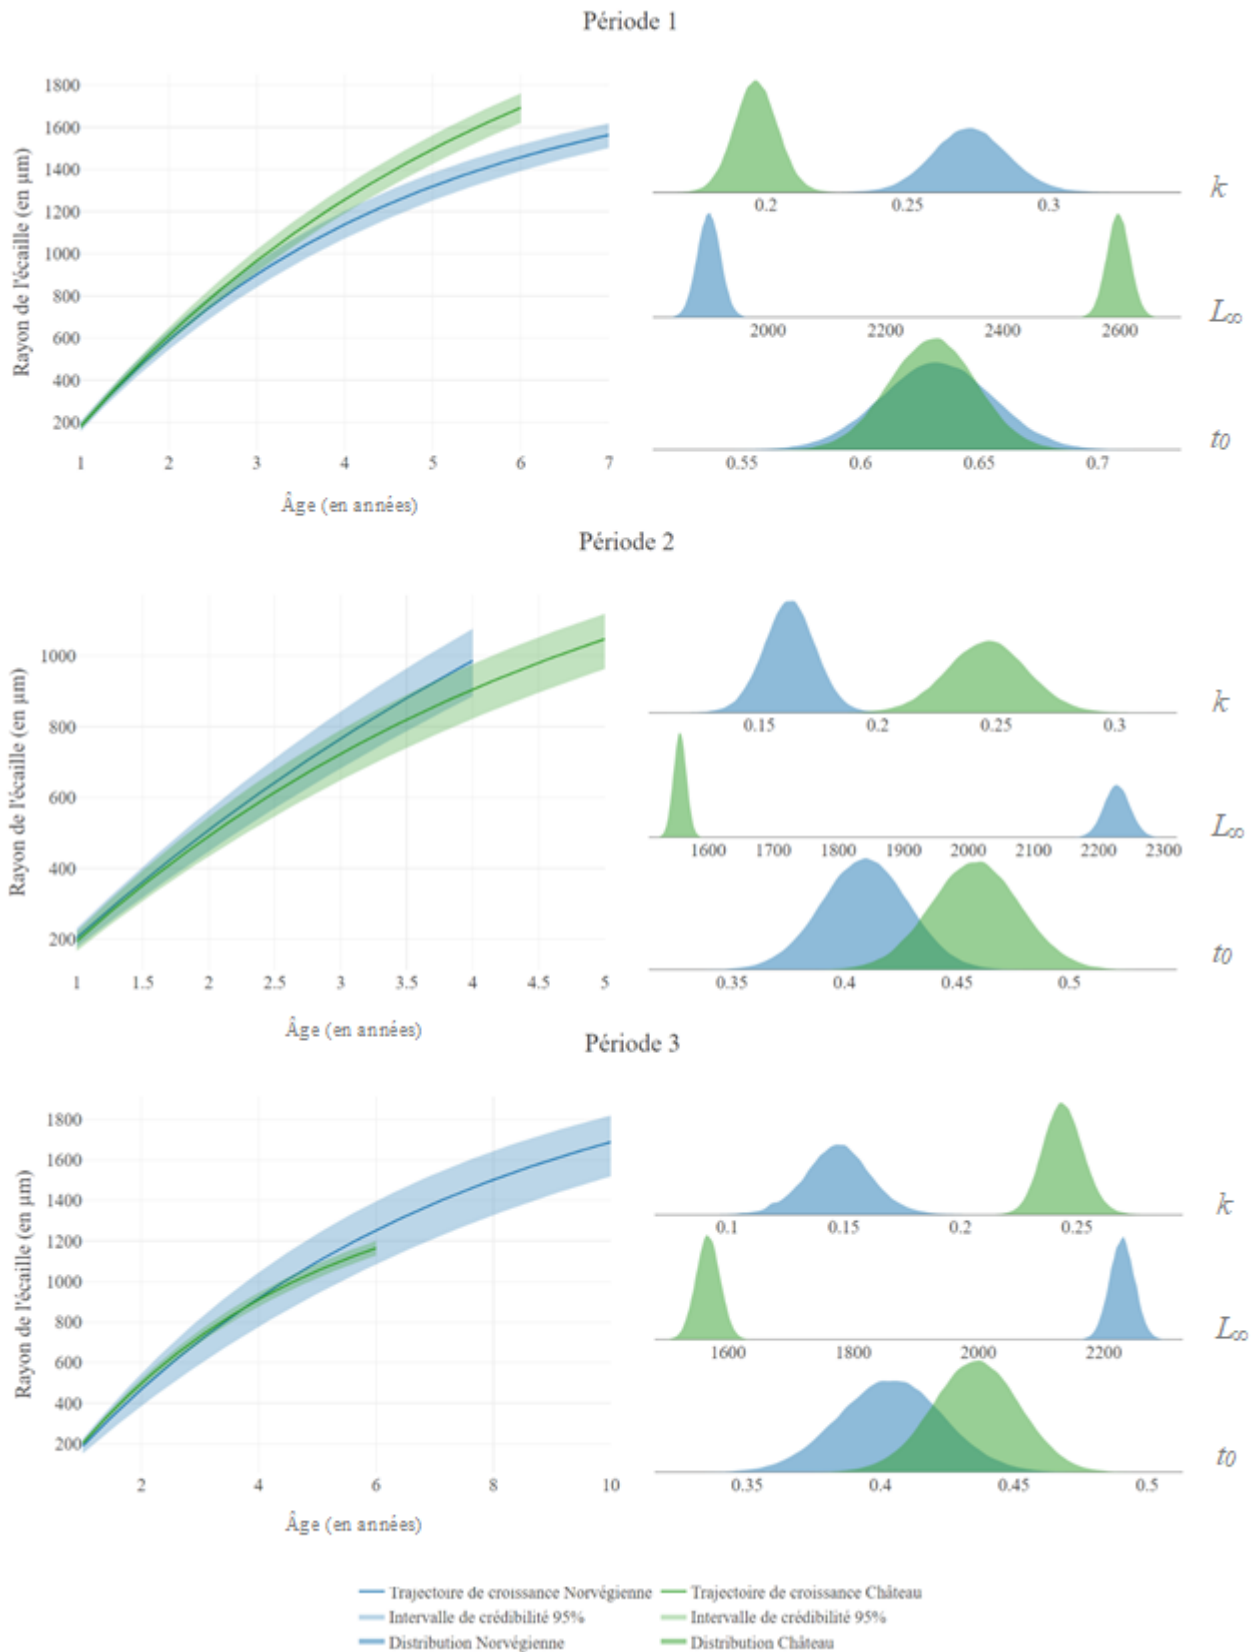 Période 1
Rayon de l'écaille (en µm)
1800
1600
1400
1200
1000
800
600
400
200
1 2 3 4 5 6 7
Âge (en années)
0.2 0.25 0.3
k
2000 2200 2400 2600
L∞
0.55 0.6 0.65 0.7
t0
Période 2
Rayon de l'écaille (en µm)
1000
800
600
400
200
1 1.5 2 2.5 3 3.5 4 4.5 5
Âge (en années)
0.15 0.2 0.25 0.3
k
1600 1700 1800 1900 2000 2100 2200 2300
L∞
0.35 0.4 0.45 0.5
t0
Période 3
Rayon de l'écaille (en µm)
1800
1600
1400
1200
1000
800
600
400
200
2 4 6 8 10
Âge (en années)
0.1 0.15 0.2 0.25
k
1600 1800 2000 2200
L∞
0.35 0.4 0.45 0.5
t0
Trajectoire de croissance Norvégienne Trajectoire de croissance Château
Intervalle de crédibilité 95% Intervalle de crédibilité 95%
Distribution Norvégienne Distribution Château